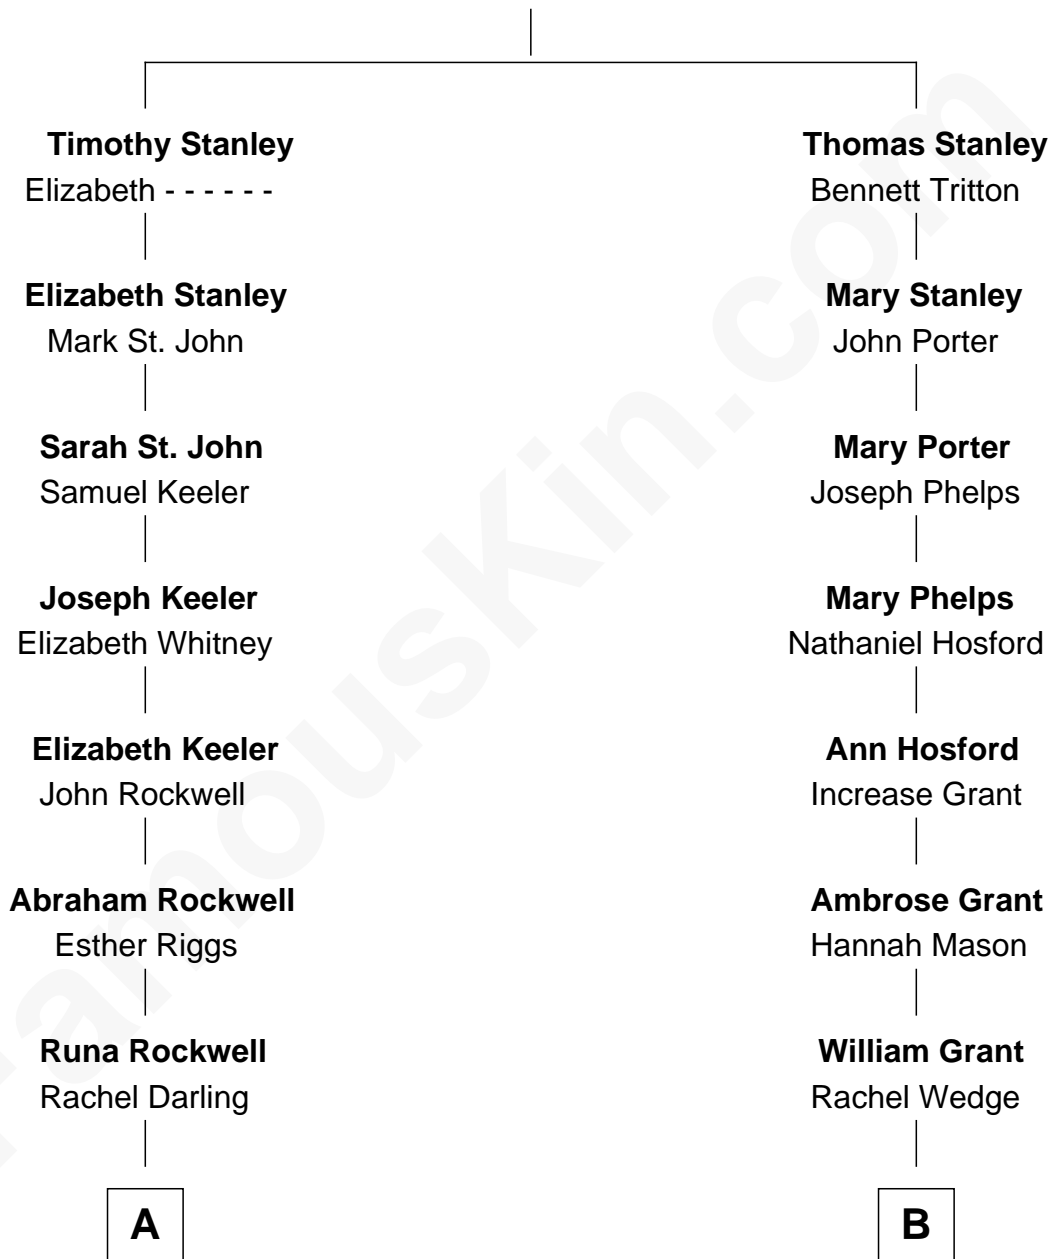 Timothy Stanley
Elizabeth - - - - - -
Elizabeth Stanley
Mark St. John
Sarah St. John
Samuel Keeler
Joseph Keeler
Elizabeth Whitney
Elizabeth Keeler
John Rockwell
Abraham Rockwell
Esther Riggs
Runa Rockwell
Rachel Darling
A
Thomas Stanley
Bennett Tritton
Mary Stanley
John Porter
Mary Porter
Joseph Phelps
Mary Phelps
Nathaniel Hosford
Ann Hosford
Increase Grant
Ambrose Grant
Hannah Mason
William Grant
Rachel Wedge
B
FamousKin.com